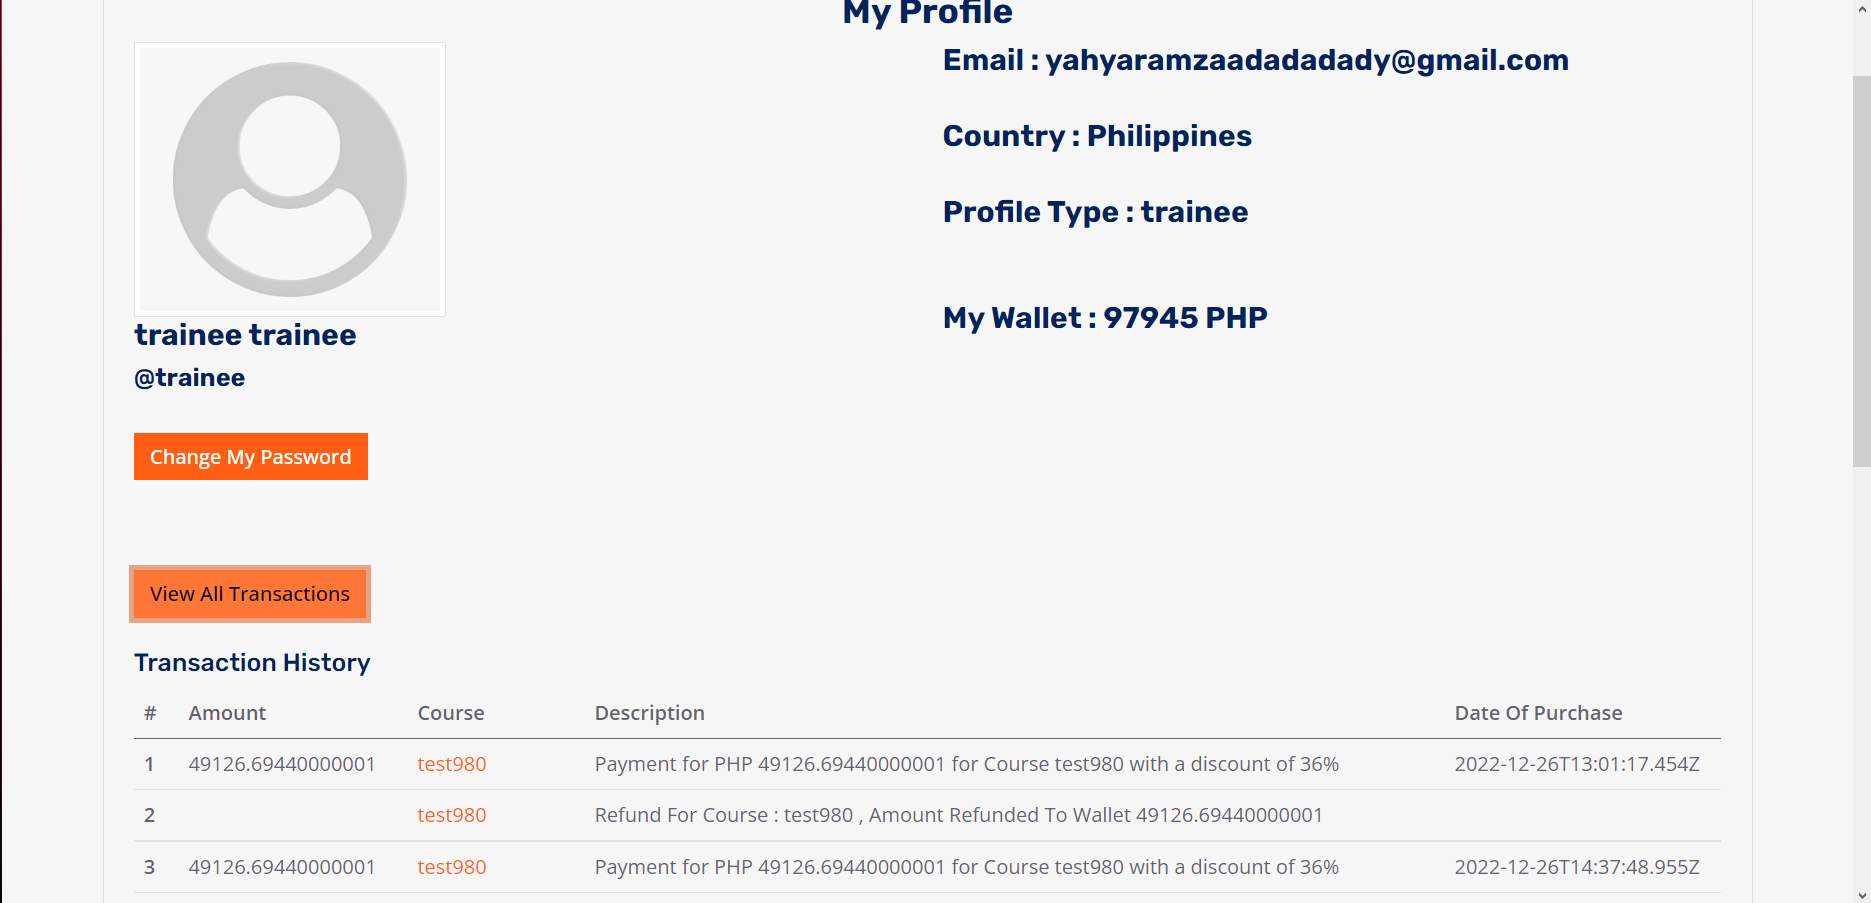 My Profile
Email : yahyaramzaadadadady@gmail.com
Country : Philippines
Profile Type : trainee
My Wallet : 97945 PHP
trainee trainee
@trainee
Change My Password
View All Transactions
Transaction History
# Amount Course Description Date Of Purchase
1 49126.69440000001 test980 Payment for PHP 49126.69440000001 for Course test980 with a discount of 36% 2022-12-26T13:01:17.454Z
2 test980 Refund For Course : test980 , Amount Refunded To Wallet 49126.69440000001
3 49126.69440000001 test980 Payment for PHP 49126.69440000001 for Course test980 with a discount of 36% 2022-12-26T14:37:48.955Z